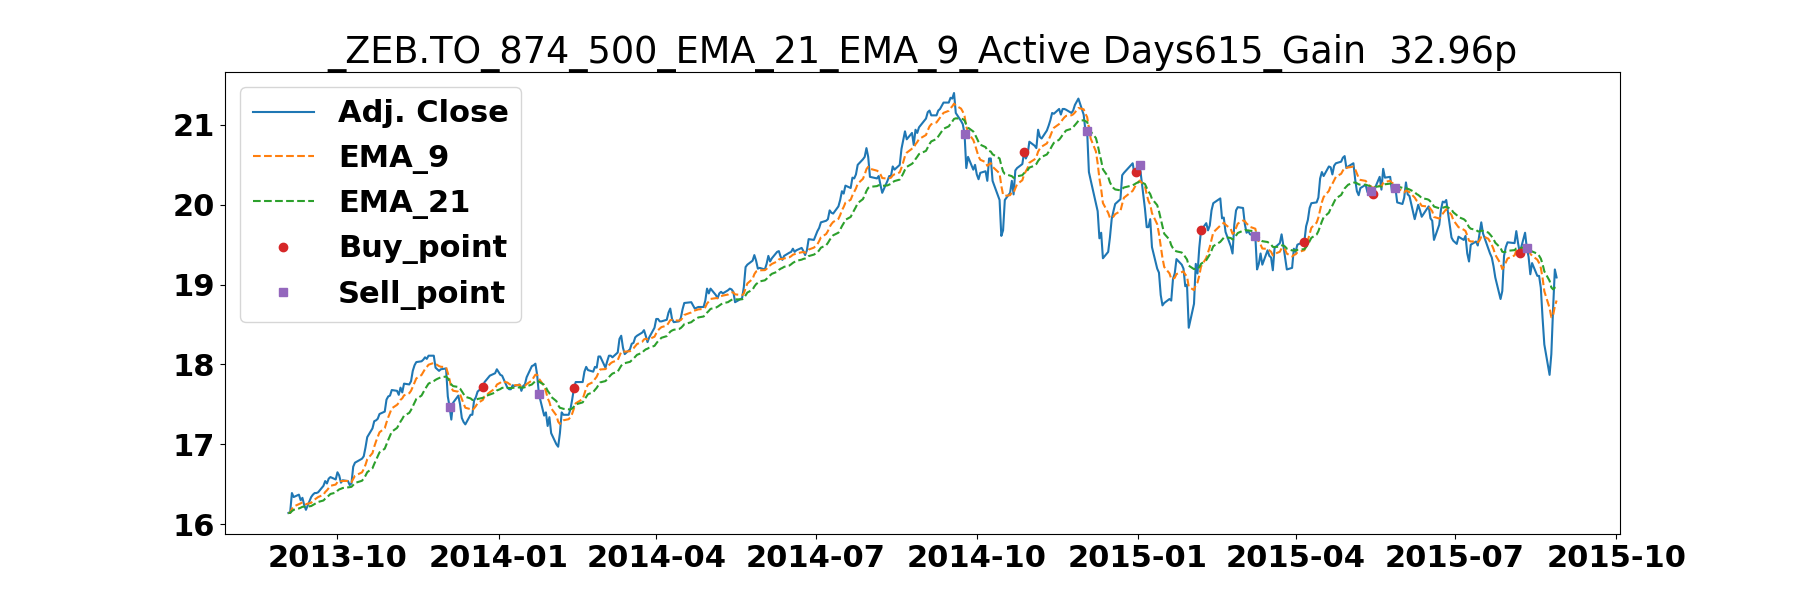 _ZEB.TO_874_500_EMA_21_EMA_9_Active Days615_Gain  32.96p
Adj. Close
EMA_9
EMA_21
Buy_point
Sell_point
21
20
19
18
17
16
2013-10 2014-01 2014-04 2014-07 2014-10 2015-01 2015-04 2015-07 2015-10